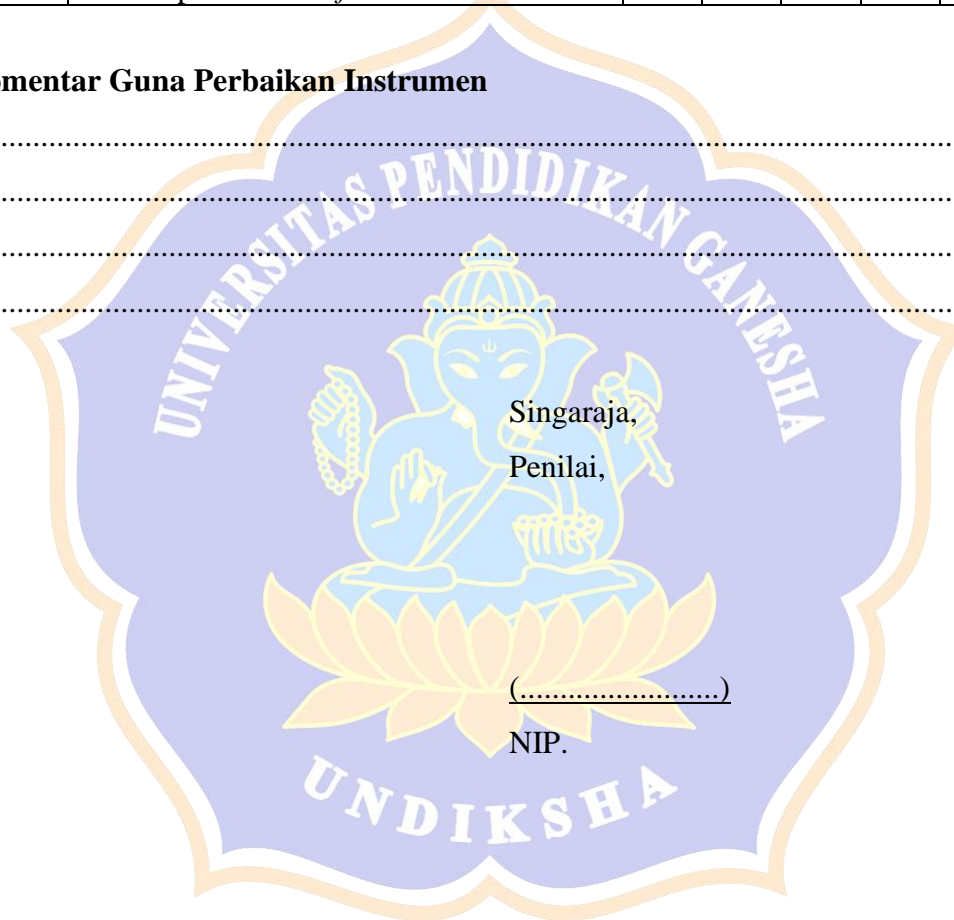 omentar Guna Perbaikan Instrumen
........................................................................................................................
........................................................................................................................
........................................................................................................................
........................................................................................................................
UNIVERSITAS PENDIDIKAN GANESHA
Singaraja,
Penilai,
(........................)
NIP.
UNDIKSHA